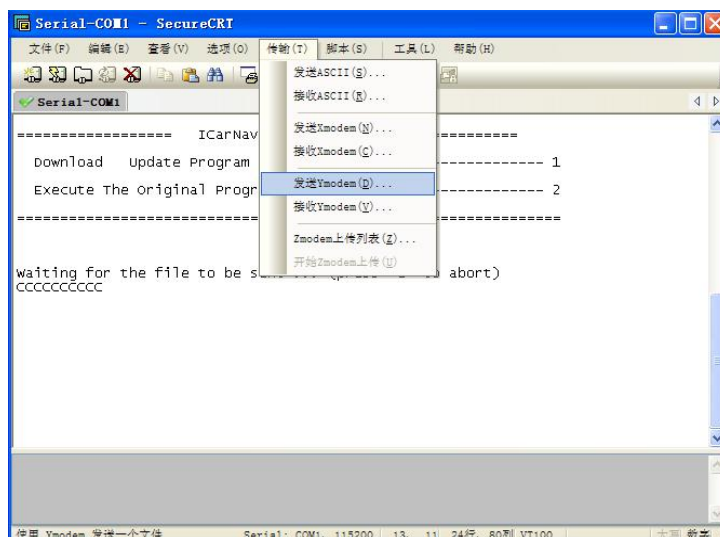 Serial-COM1 - SecureCRT
文件(F) 编辑(E) 查看(V) 选项(O) 传输(T) 脚本(S) 工具(L) 帮助(H)
Serial-COM1
发送ASCII(S)...
接收ASCII(R)...
发送Xmodem(N)...
接收Xmodem(C)...
发送Ymodem(D)...
接收Ymodem(V)...
Zmodem上传列表(Z)...
开始Zmodem上传(U)
================== ICarNav ==========
Download Update Program ------------- 1
Execute The Original Progr ------------- 2
Waiting for the file to be abort)
CCCCCCCCCC
使用 Ymodem 发送一个文件 Serial: COM1, 115200 13, 11 24行, 80列 VT100 大写 数字